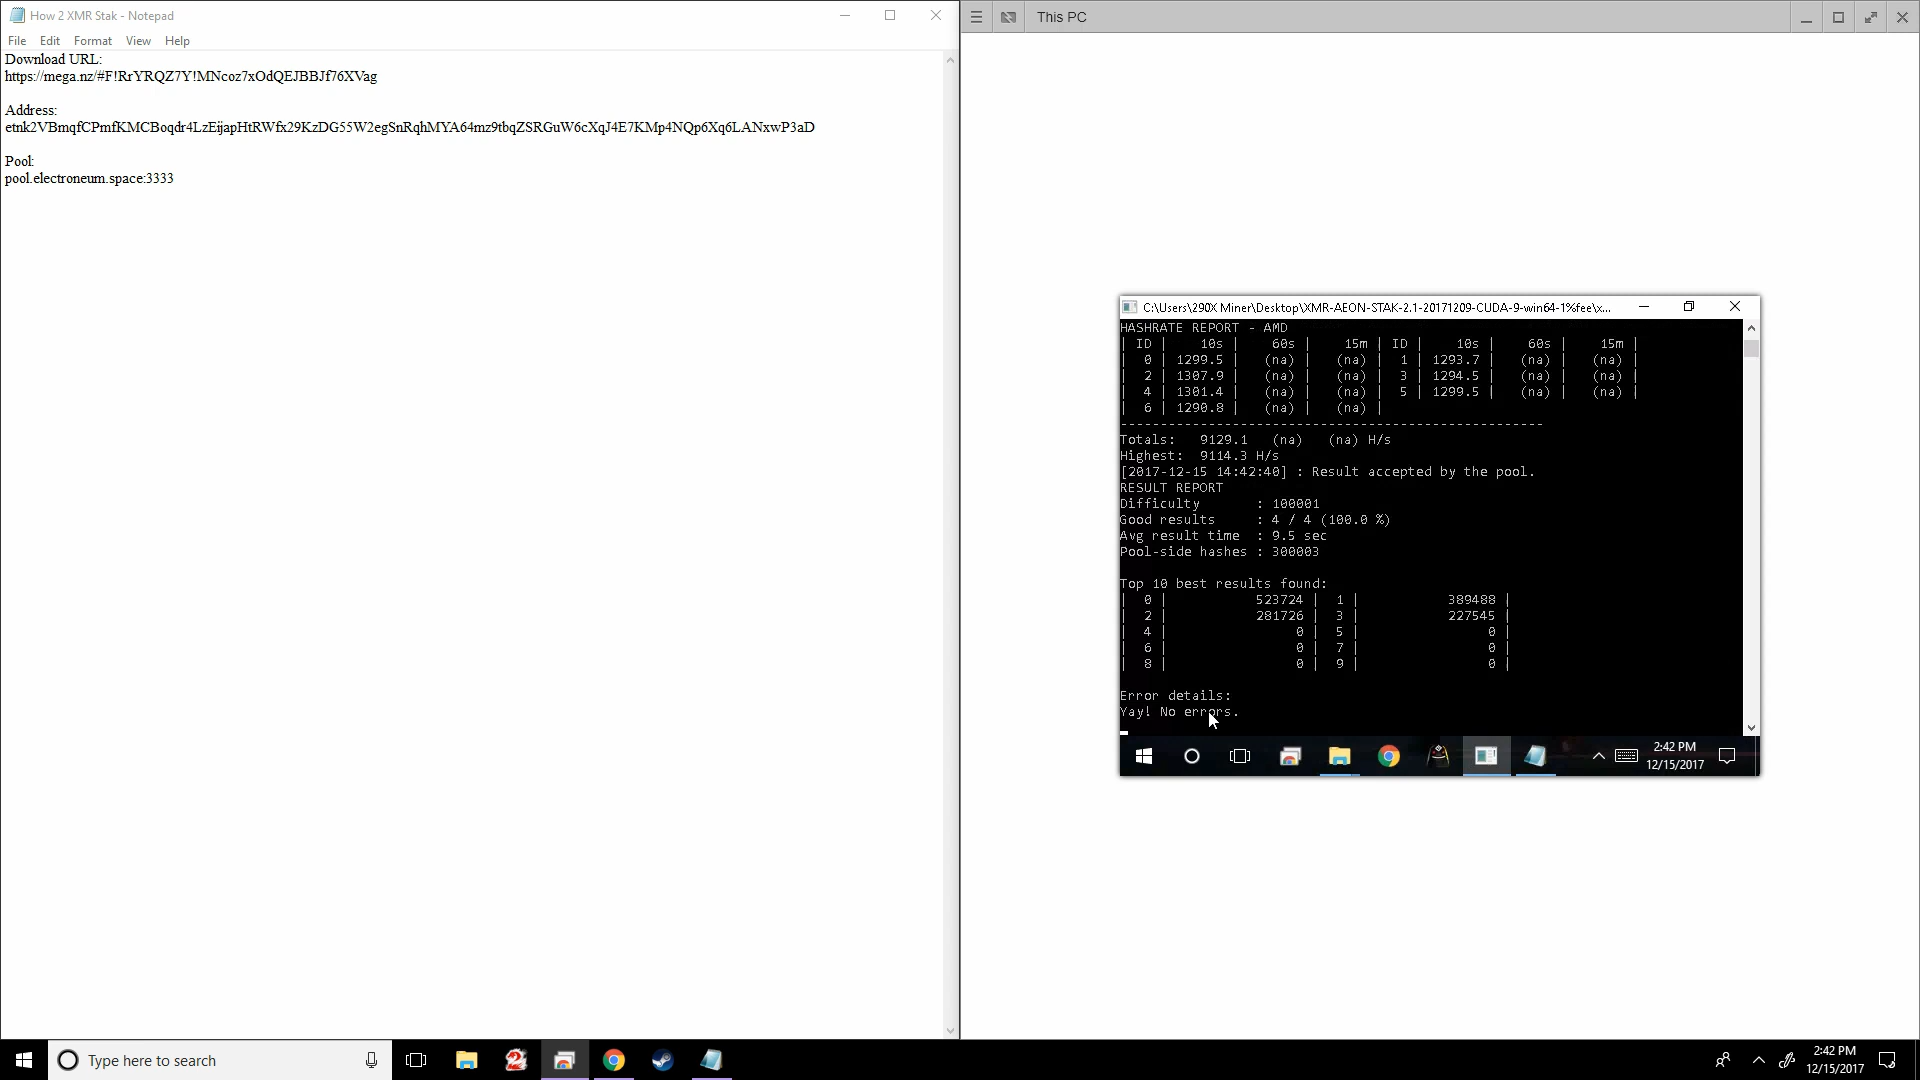 How 2 XMR Stak - Notepad
File Edit Format View Help
Download URL:
https://mega.nz/#F!RrYRQZ7Y!MNcoz7xOdQEJBBJf76XVag
Address:
etnk2VBmqfCPmfKMCBoqdr4LzEijapHtRWfx29KzDG55W2egSnRqhMYA64mz9tbqZSRGuW6cXqJ4E7KMp4NQp6Xq6LANxwP3aD
Pool:
pool.electroneum.space:3333
This PC
C:\Users\290X Miner\Desktop\XMR-AEON-STAK-2.1-20171209-CUDA-9-win64-1%fee\x...
HASHRATE REPORT - AMD
| ID | 10s | 60s | 15m | ID | 10s | 60s | 15m |
| 0 | 1299.5 | (na) | (na) | 1 | 1293.7 | (na) | (na) |
| 2 | 1307.9 | (na) | (na) | 3 | 1294.5 | (na) | (na) |
| 4 | 1301.4 | (na) | (na) | 5 | 1299.5 | (na) | (na) |
| 6 | 1290.8 | (na) | (na) |
-----------------------------------------------------
Totals: 9129.1 (na) (na) H/s
Highest: 9114.3 H/s
[2017-12-15 14:42:40] : Result accepted by the pool.
RESULT REPORT
Difficulty : 100001
Good results : 4 / 4 (100.0 %)
Avg result time : 9.5 sec
Pool-side hashes : 300003
Top 10 best results found:
| 0 | 523724 | 1 | 389488 |
| 2 | 281726 | 3 | 227545 |
| 4 | 0 | 5 | 0 |
| 6 | 0 | 7 | 0 |
| 8 | 0 | 9 | 0 |
Error details:
Yay! No errors.
2:42 PM
12/15/2017
Type here to search
2:42 PM
12/15/2017